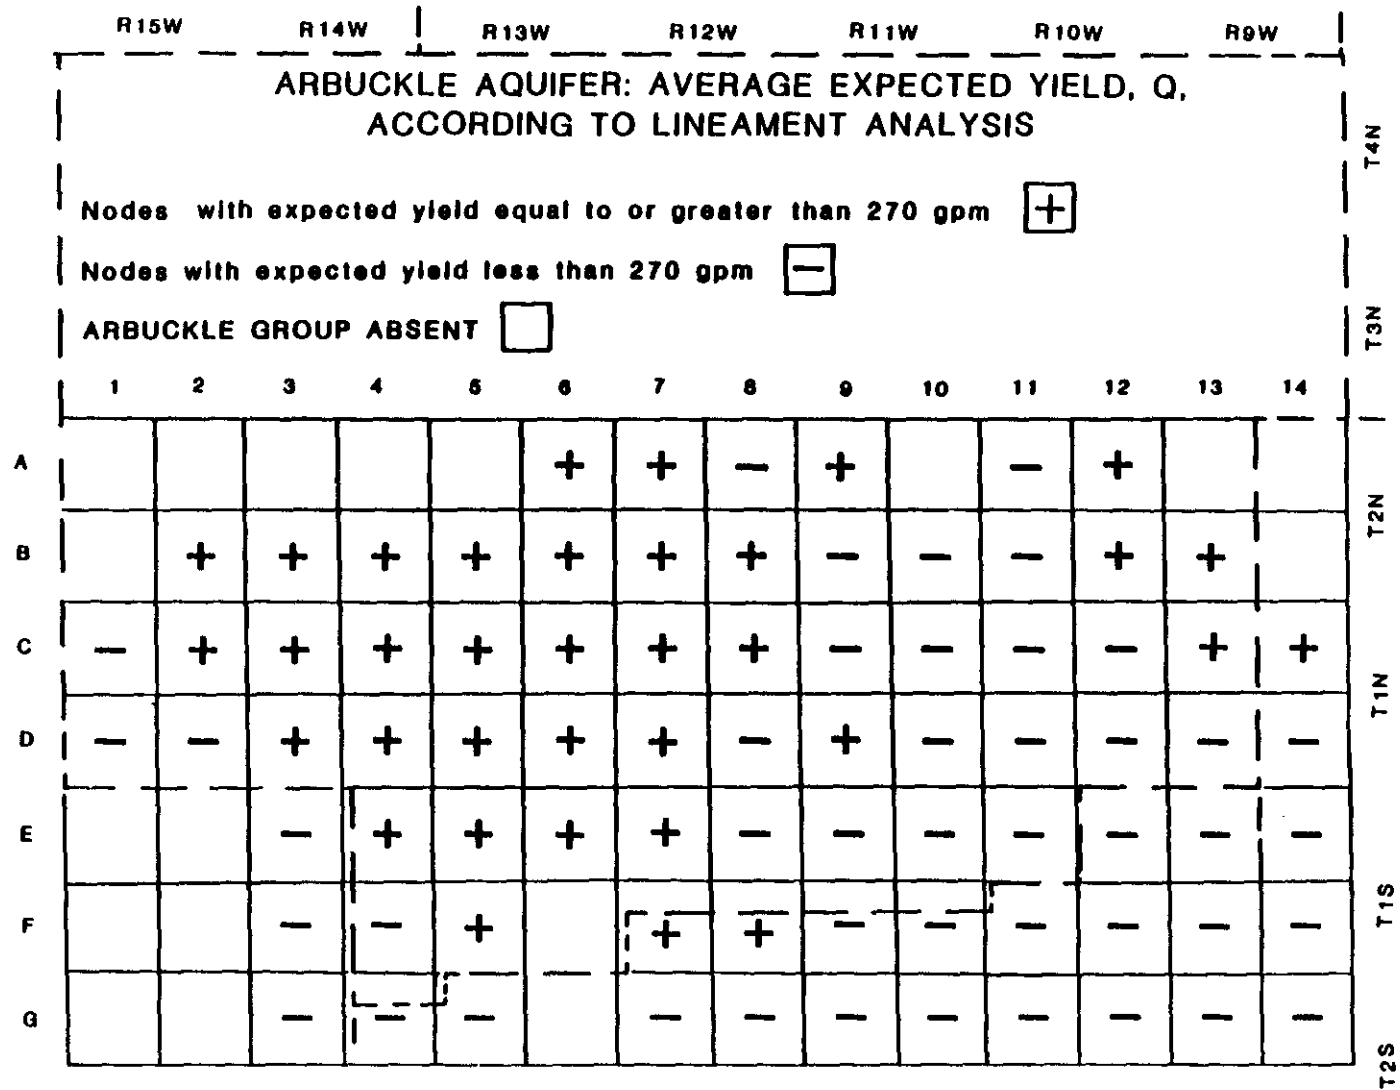 R15W R14W R13W R12W R11W R10W R9W
ARBUCKLE AQUIFER: AVERAGE EXPECTED YIELD, Q,
ACCORDING TO LINEAMENT ANALYSIS
T4N
Nodes with expected yield equal to or greater than 270 gpm +
Nodes with expected yield less than 270 gpm −
ARBUCKLE GROUP ABSENT
T3N
1 2 3 4 5 6 7 8 9 10 11 12 13 14
A + + − + − +
T2N
B + + + + + + + − − − + +
C − + + + + + + + − − − − + +
T1N
D − − + + + + + − + − − − − −
E − + + + + − − − − − − −
F − − + + + − − − − − −
T1S
G − − − − − − − − − − −
T2S